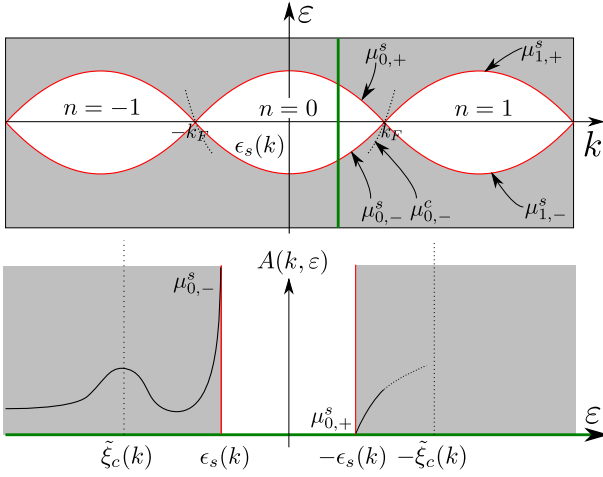 ε
μ^s_{0,+}
μ^s_{1,+}
n = −1
n = 0
n = 1
−k_F
k_F
ϵ_s(k)
k
μ^s_{0,−}
μ^c_{0,−}
μ^s_{1,−}
A(k, ε)
μ^s_{0,−}
μ^s_{0,+}
ε
ξ̃_c(k)
ϵ_s(k)
−ϵ_s(k)
−ξ̃_c(k)